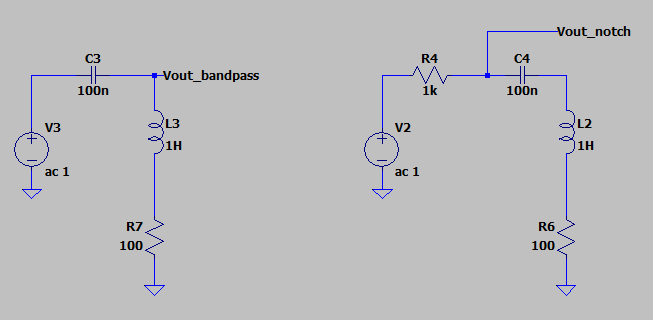 C3
100n
Vout_bandpass
V3
ac 1
L3
1H
R7
100
Vout_notch
R4
1k
C4
100n
V2
ac 1
L2
1H
R6
100